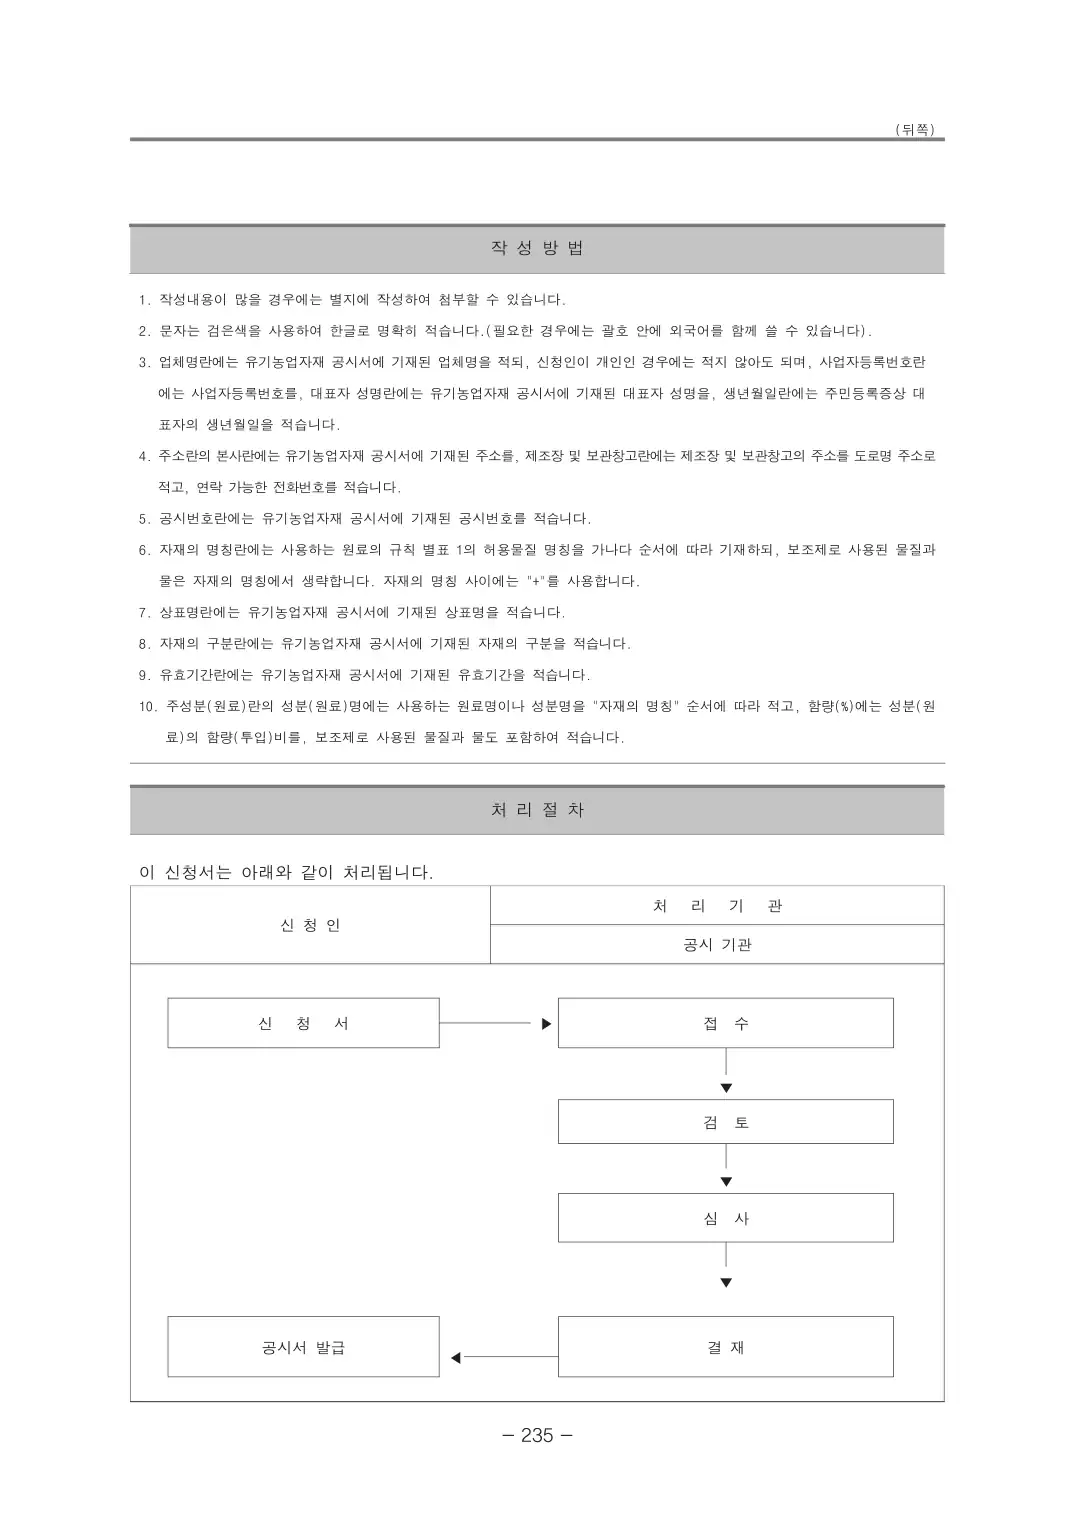 (뒤쪽)
작 성 방 법
1. 작성내용이 많을 경우에는 별지에 작성하여 첨부할 수 있습니다.
2. 문자는 검은색을 사용하여 한글로 명확히 적습니다.(필요한 경우에는 괄호 안에 외국어를 함께 쓸 수 있습니다).
3. 업체명란에는 유기농업자재 공시서에 기재된 업체명을 적되, 신청인이 개인인 경우에는 적지 않아도 되며, 사업자등록번호란
에는 사업자등록번호를, 대표자 성명란에는 유기농업자재 공시서에 기재된 대표자 성명을, 생년월일란에는 주민등록증상 대
표자의 생년월일을 적습니다.
4. 주소란의 본사란에는 유기농업자재 공시서에 기재된 주소를, 제조장 및 보관창고란에는 제조장 및 보관창고의 주소를 도로명 주소로
적고, 연락 가능한 전화번호를 적습니다.
5. 공시번호란에는 유기농업자재 공시서에 기재된 공시번호를 적습니다.
6. 자재의 명칭란에는 사용하는 원료의 규칙 별표 1의 허용물질 명칭을 가나다 순서에 따라 기재하되, 보조제로 사용된 물질과
물은 자재의 명칭에서 생략합니다. 자재의 명칭 사이에는 "+"를 사용합니다.
7. 상표명란에는 유기농업자재 공시서에 기재된 상표명을 적습니다.
8. 자재의 구분란에는 유기농업자재 공시서에 기재된 자재의 구분을 적습니다.
9. 유효기간란에는 유기농업자재 공시서에 기재된 유효기간을 적습니다.
10. 주성분(원료)란의 성분(원료)명에는 사용하는 원료명이나 성분명을 "자재의 명칭" 순서에 따라 적고, 함량(%)에는 성분(원
료)의 함량(투입)비를, 보조제로 사용된 물질과 물도 포함하여 적습니다.
처 리 절 차
이 신청서는 아래와 같이 처리됩니다.
신 청 인
처 리 기 관
공시 기관
신 청 서
접 수
검 토
심 사
공시서 발급
결 재
- 235 -